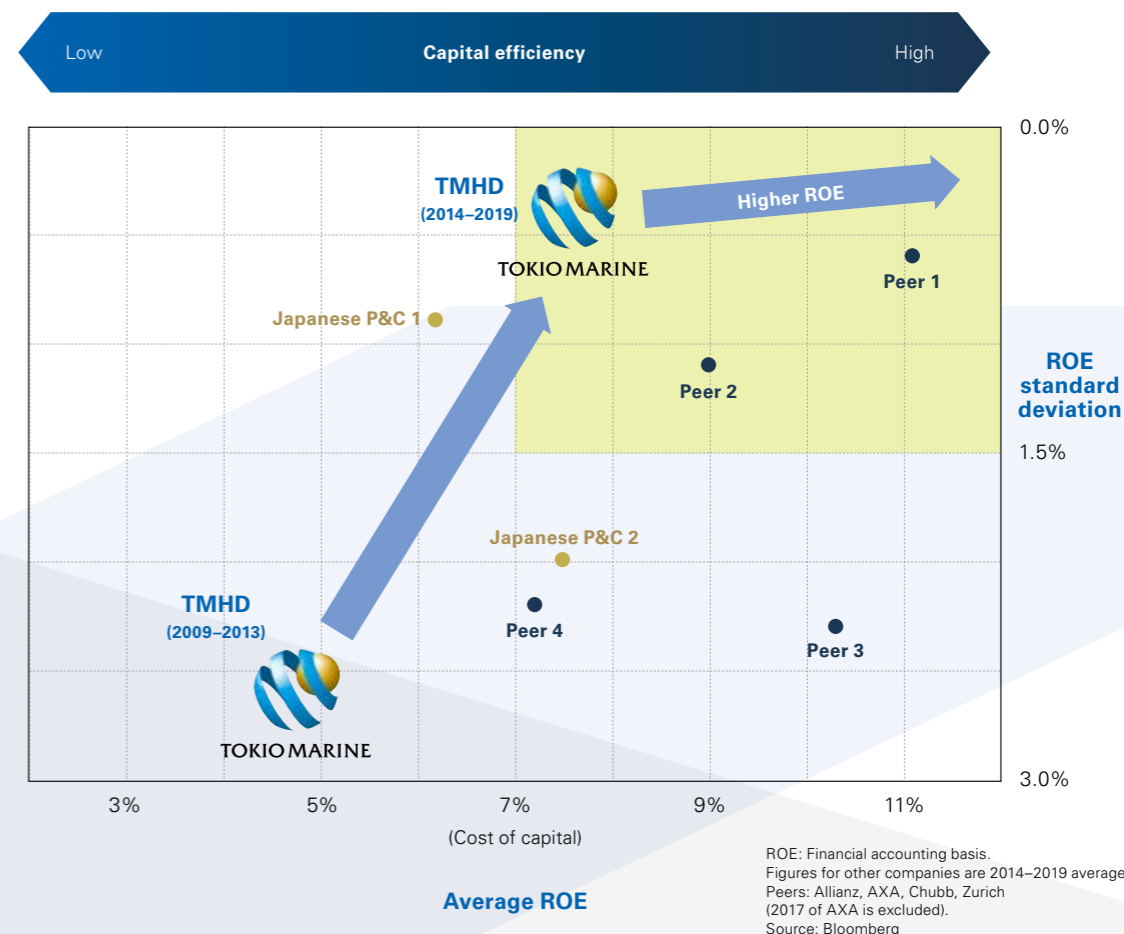 Low
Capital efficiency
High
0.0%
TMHD
(2014–2019)
TOKIO MARINE
Higher ROE
Peer 1
Japanese P&C 1
Peer 2
ROE
standard
deviation
1.5%
Japanese P&C 2
Peer 4
Peer 3
TMHD
(2009–2013)
TOKIO MARINE
3.0%
3%
5%
7%
9%
11%
(Cost of capital)
Average ROE
ROE: Financial accounting basis.
Figures for other companies are 2014–2019 average
Peers: Allianz, AXA, Chubb, Zurich
(2017 of AXA is excluded).
Source: Bloomberg